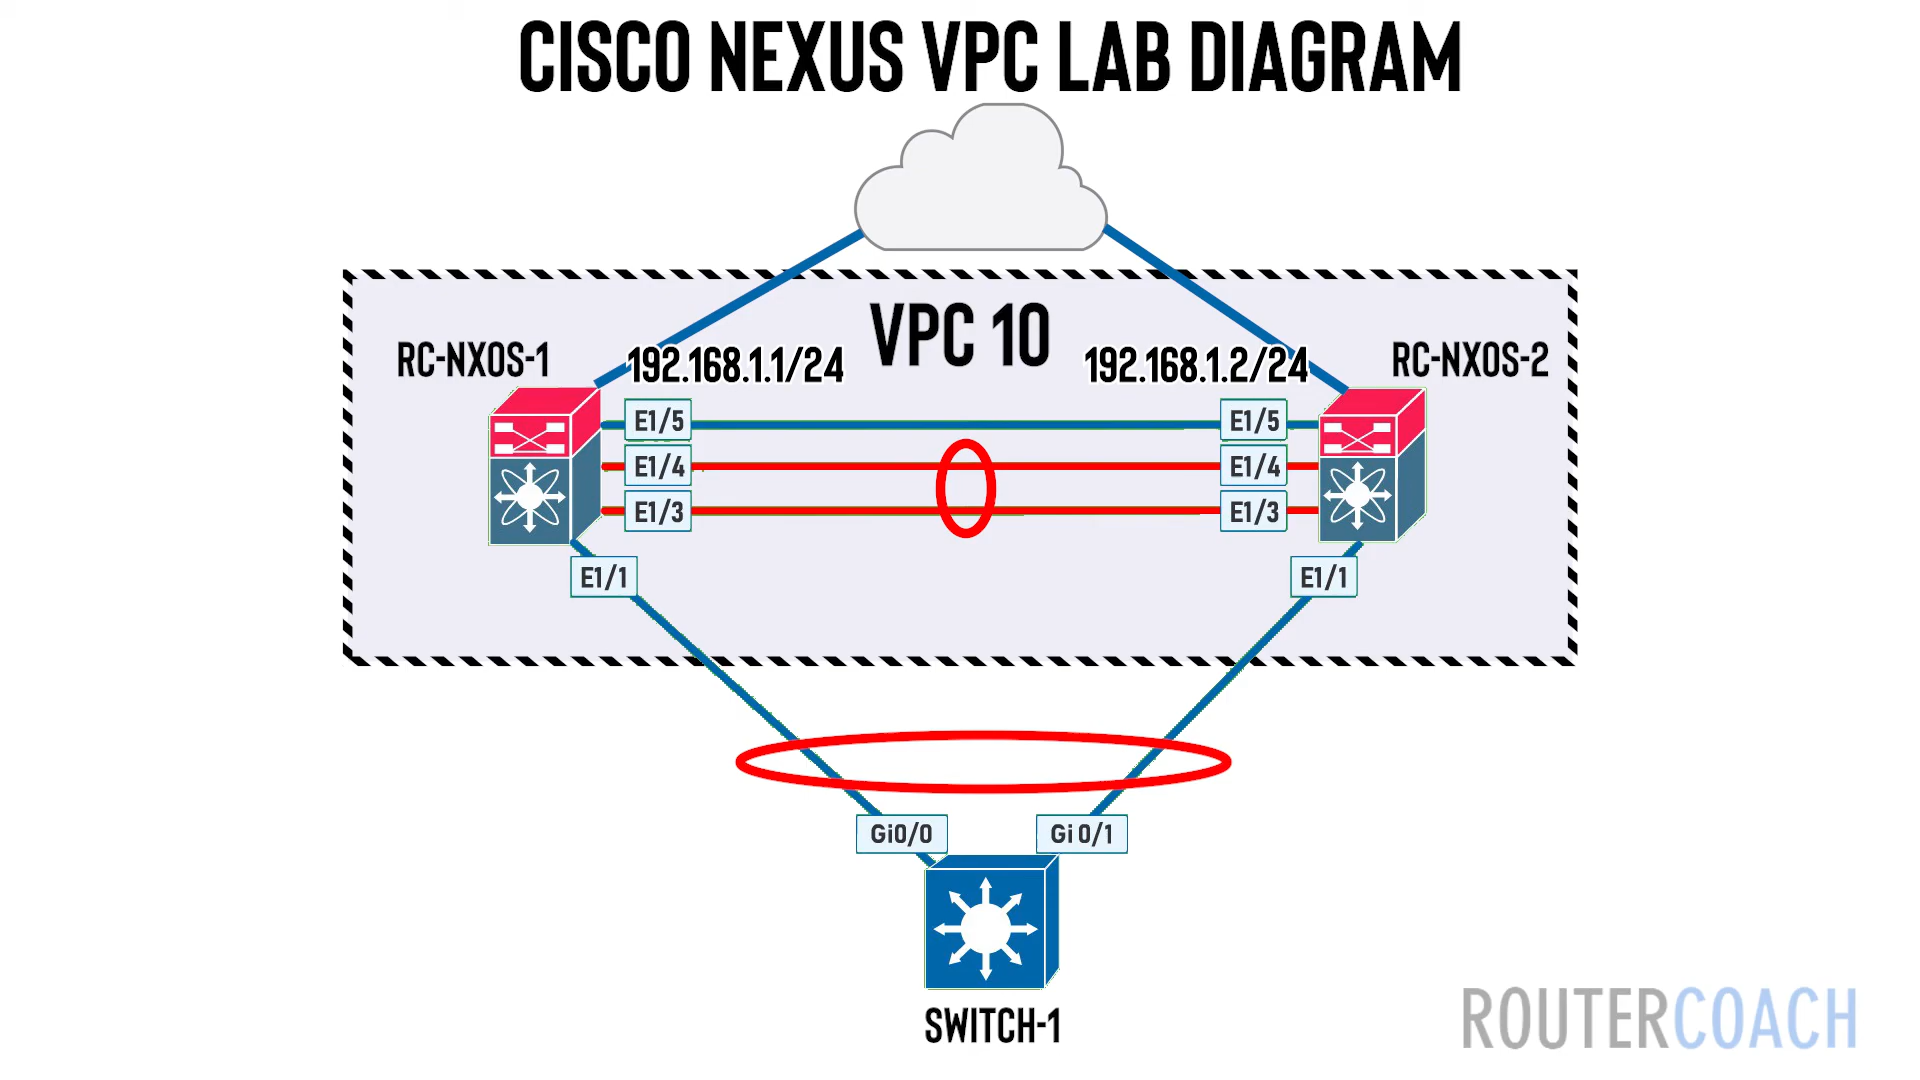 CISCO NEXUS VPC LAB DIAGRAM
VPC 10
RC-NXOS-1
192.168.1.1/24
192.168.1.2/24
RC-NXOS-2
E1/5
E1/5
E1/4
E1/4
E1/3
E1/3
E1/1
E1/1
Gi0/0
Gi 0/1
SWITCH-1
ROUTERCOACH